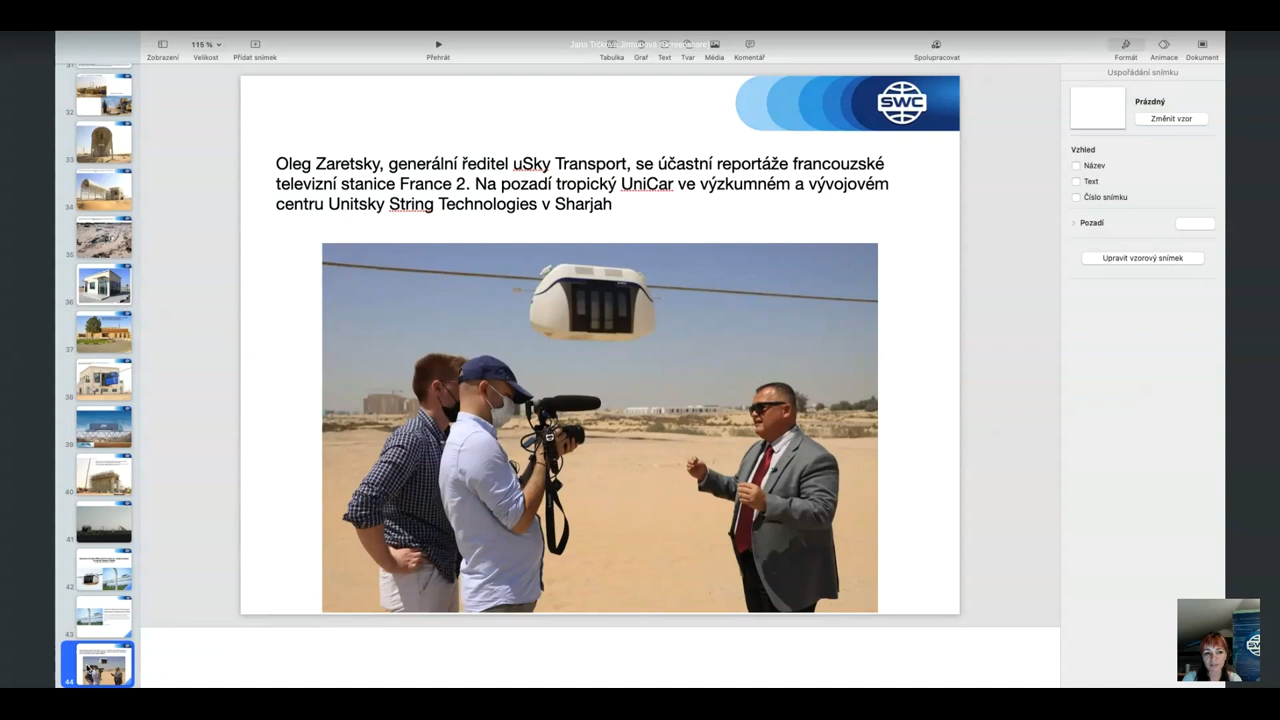 115 %
Zobrazení
Velikost
Přidat snímek
Přehrát
Tabulka
Graf
Text
Tvar
Média
Komentář
Spolupracovat
Formát
Animace
Dokument
Uspořádání snímku
Prázdný
Změnit vzor
Vzhled
Název
Text
Číslo snímku
Pozadí
Upravit vzorový snímek
SWC
Oleg Zaretsky, generální ředitel uSky Transport, se účastní reportáže francouzské
televizní stanice France 2. Na pozadí tropický UniCar ve výzkumném a vývojovém
centru Unitsky String Technologies v Sharjah
32
33
34
35
36
37
38
39
40
41
42
43
44